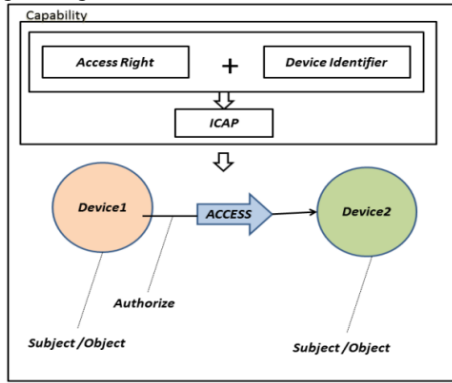 Capability
Access Right + Device Identifier
ICAP
Device1 ACCESS Device2
Authorize
Subject /Object
Subject /Object